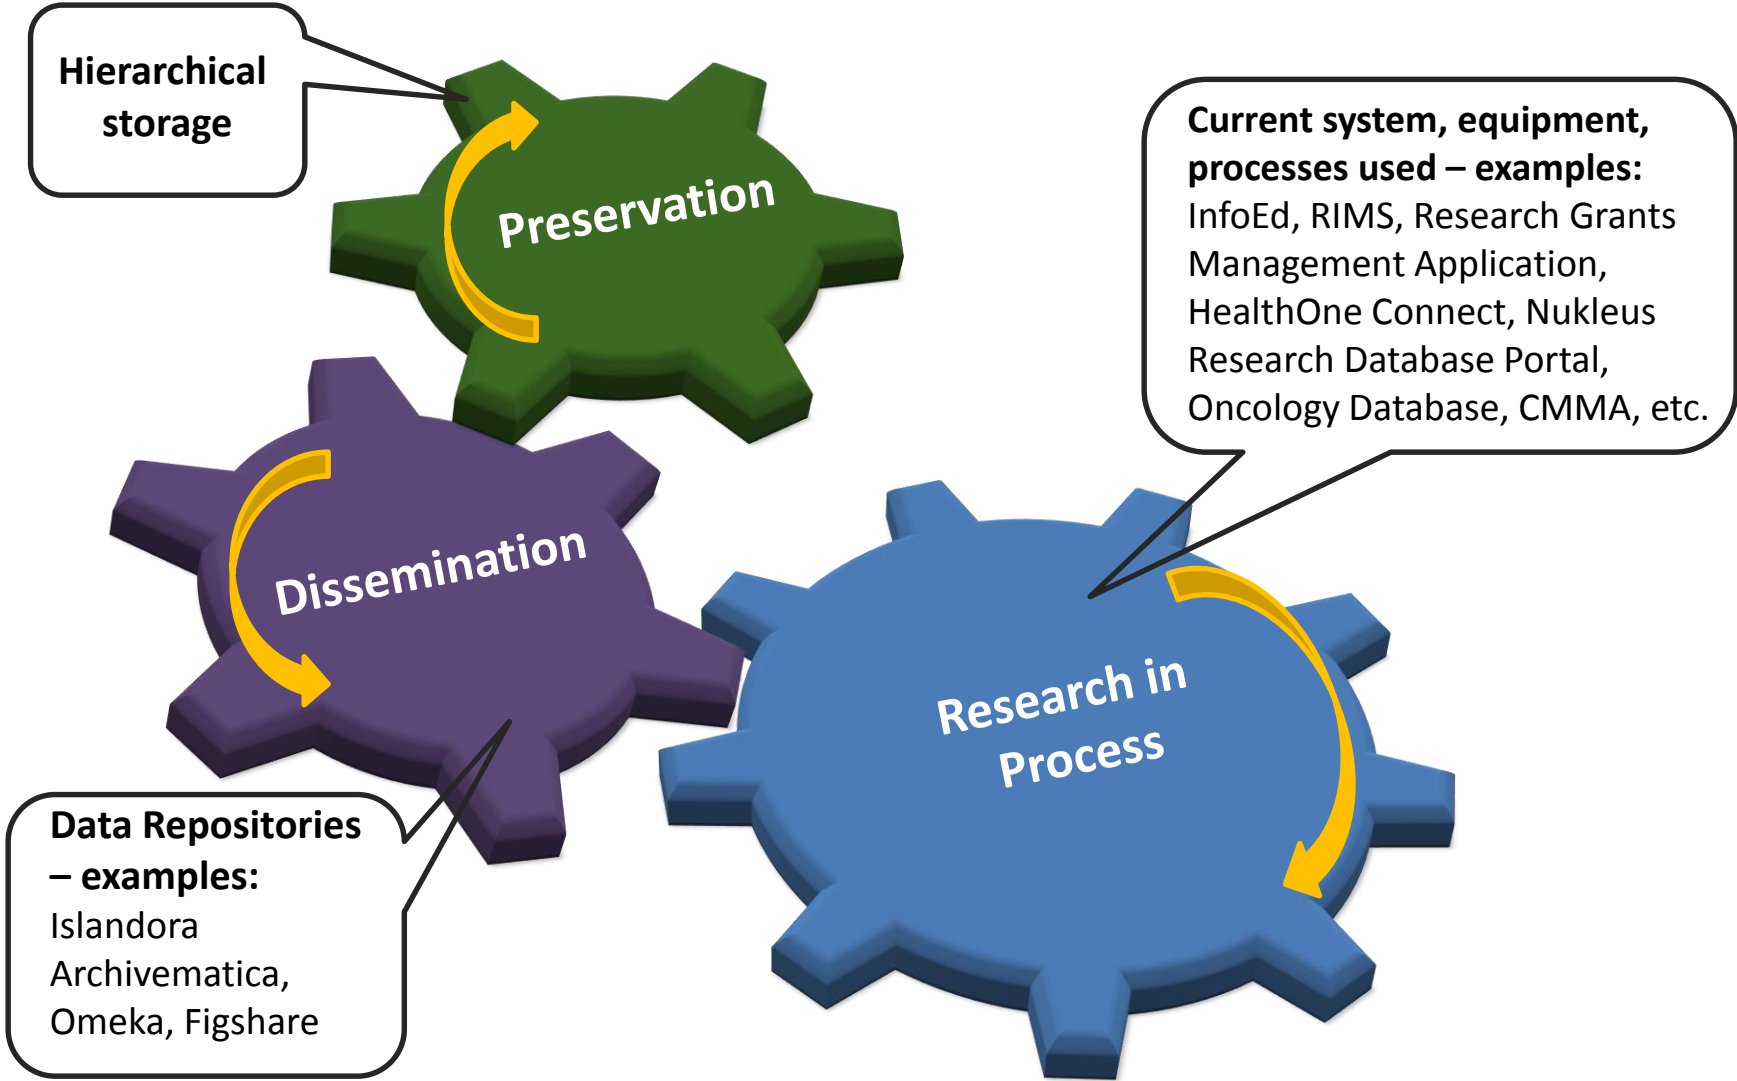 Hierarchical
storage
Preservation
Current system, equipment,
processes used – examples:
InfoEd, RIMS, Research Grants
Management Application,
HealthOne Connect, Nukleus
Research Database Portal,
Oncology Database, CMMA, etc.
Dissemination
Research in
Process
Data Repositories
– examples:
Islandora
Archivematica,
Omeka, Figshare